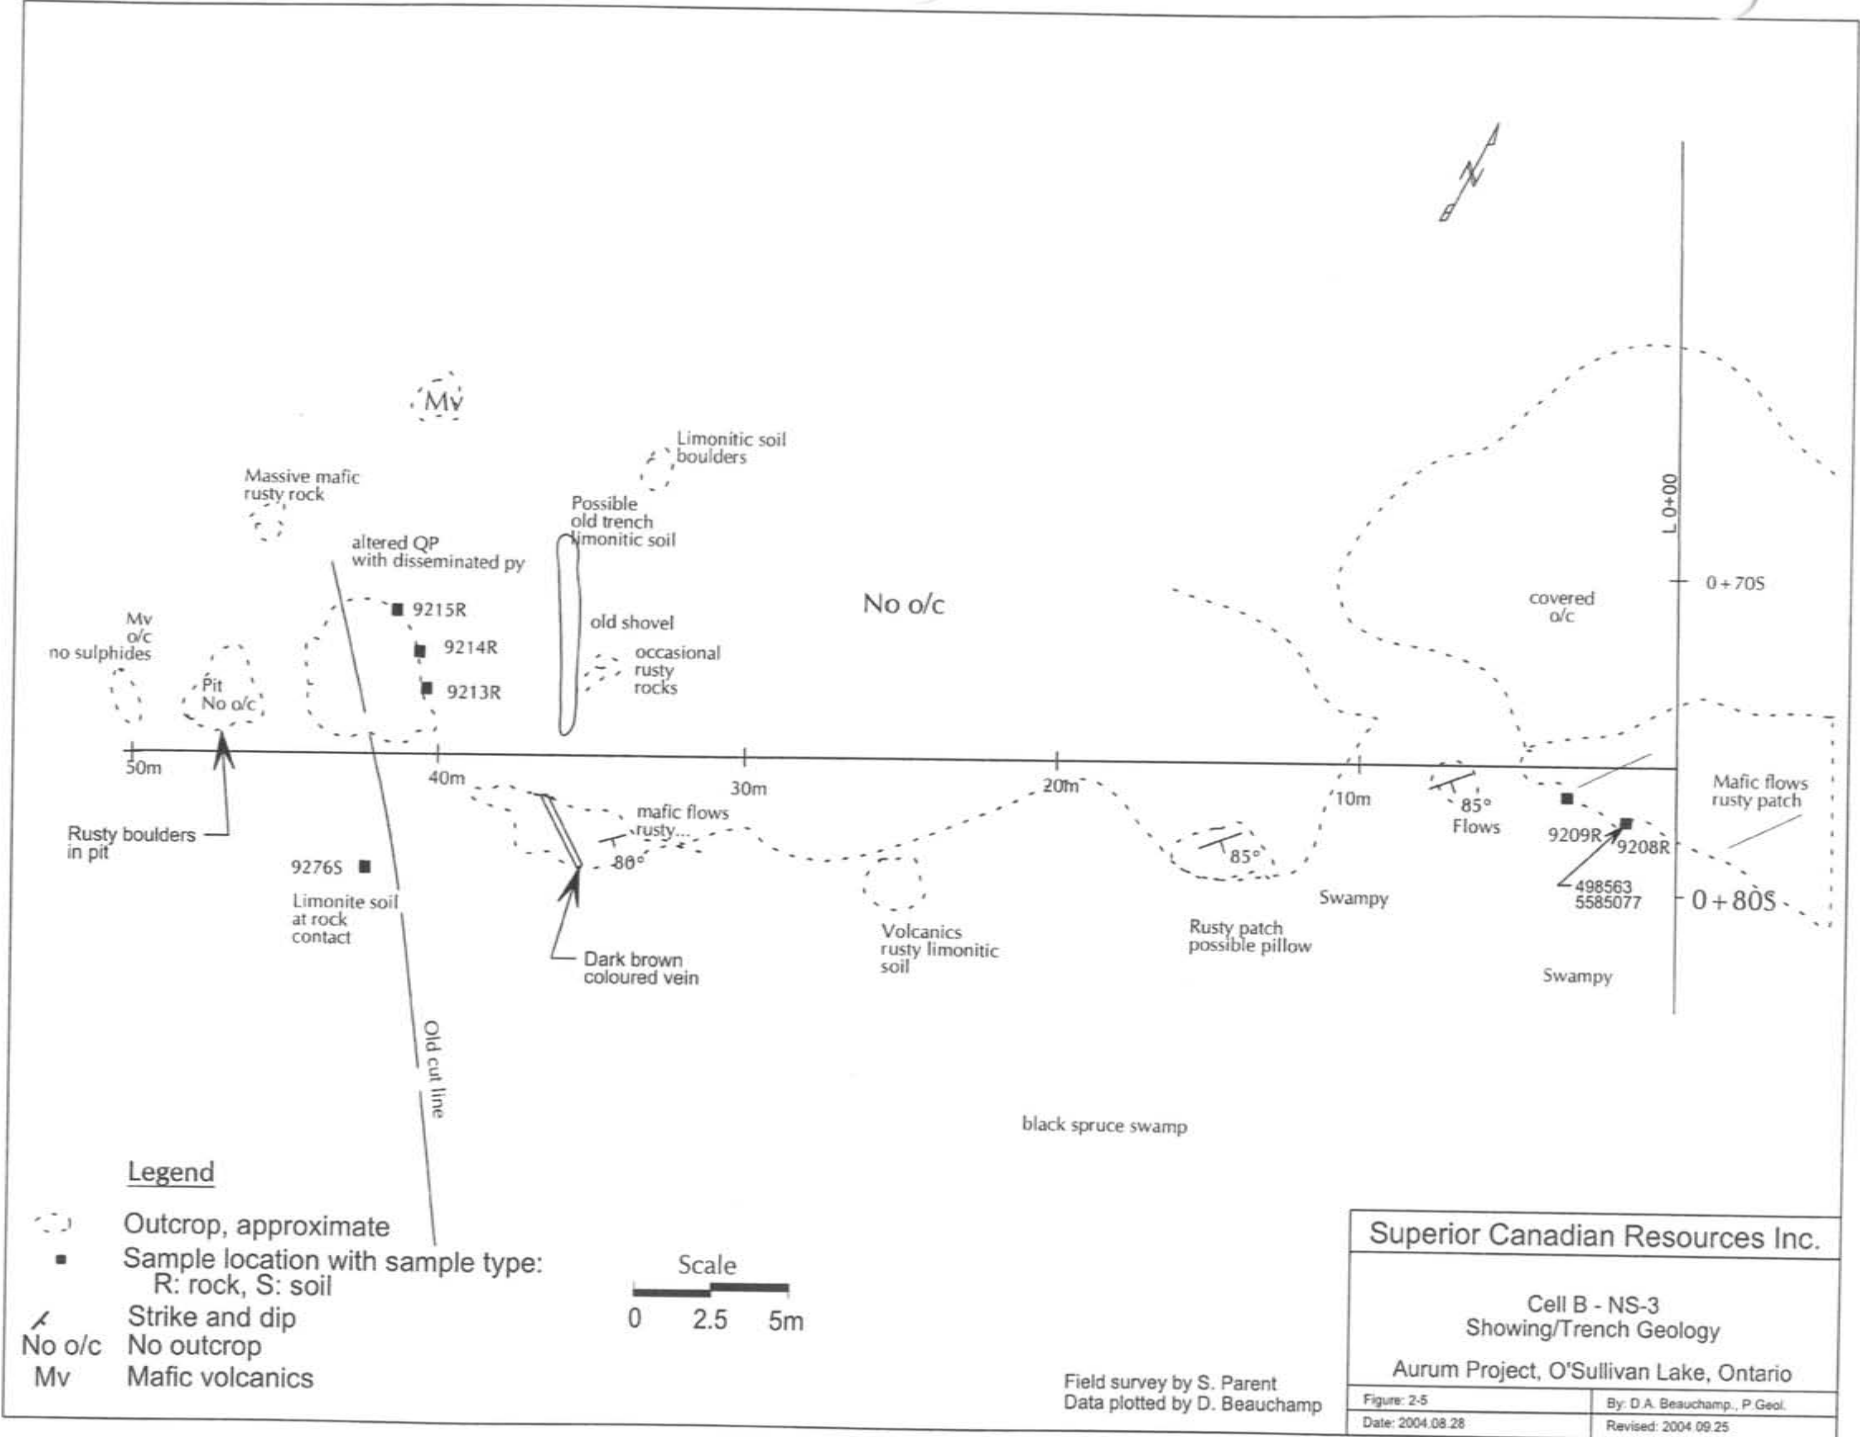 N
Mv
Limonitic soil
boulders
Massive mafic
rusty rock
Possible
old trench
limonitic soil
altered QP
with disseminated py
L 0+00
0+70S
9215R
No o/c
covered
o/c
Mv
o/c
no sulphides
old shovel
9214R
occasional
rusty
rocks
Pit
No o/c
9213R
50m
40m
30m
20m
10m
Mafic flows
rusty patch
85°
Flows
mafic flows
rusty...
80°
Rusty boulders
in pit
9209R
9208R
85°
9276S
498563
5585077
0+80S
Limonite soil
at rock
contact
Swampy
Volcanics
rusty limonitic
soil
Rusty patch
possible pillow
Dark brown
coloured vein
Swampy
Old cut line
black spruce swamp
Legend
Outcrop, approximate
Sample location with sample type:
R: rock, S: soil
Strike and dip
No o/c No outcrop
Mv Mafic volcanics
Scale
0 2.5 5m
Field survey by S. Parent
Data plotted by D. Beauchamp
Superior Canadian Resources Inc.
Cell B - NS-3
Showing/Trench Geology
Aurum Project, O'Sullivan Lake, Ontario
Figure: 2-5
By: D.A. Beauchamp., P.Geol.
Date: 2004.08.28
Revised: 2004.09.25